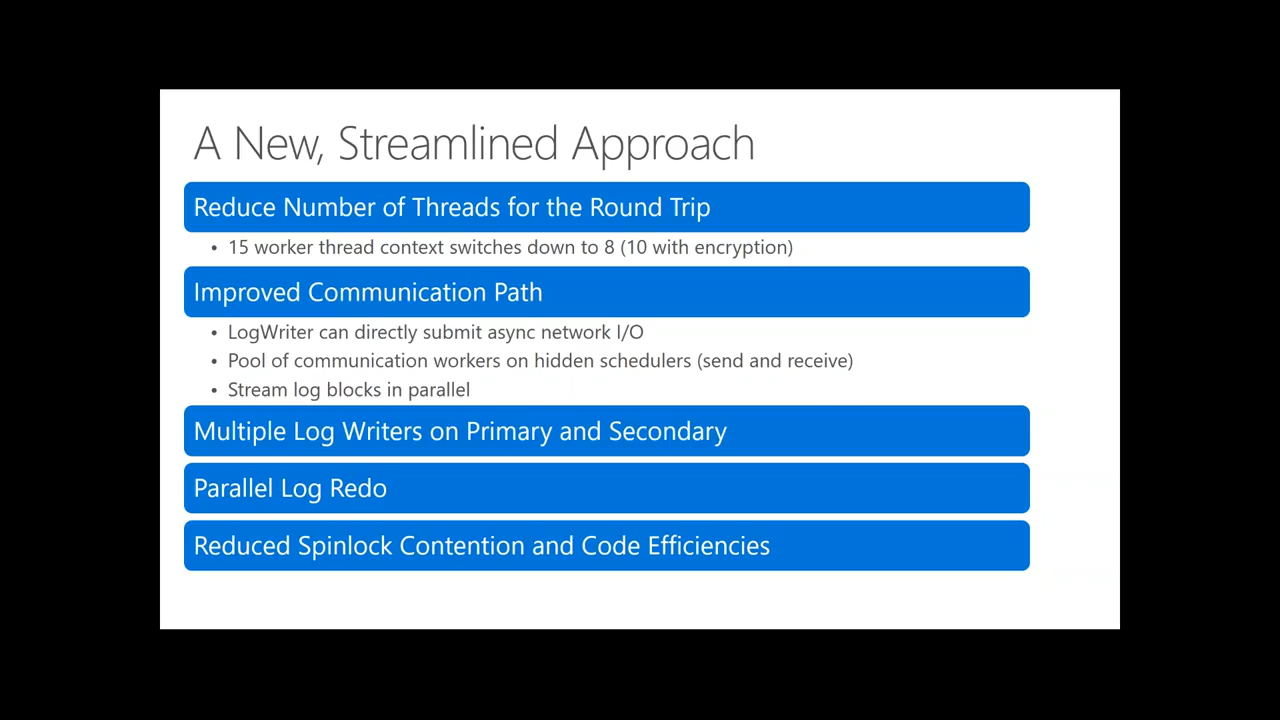 A New, Streamlined Approach
Reduce Number of Threads for the Round Trip
• 15 worker thread context switches down to 8 (10 with encryption)
Improved Communication Path
• LogWriter can directly submit async network I/O
• Pool of communication workers on hidden schedulers (send and receive)
• Stream log blocks in parallel
Multiple Log Writers on Primary and Secondary
Parallel Log Redo
Reduced Spinlock Contention and Code Efficiencies